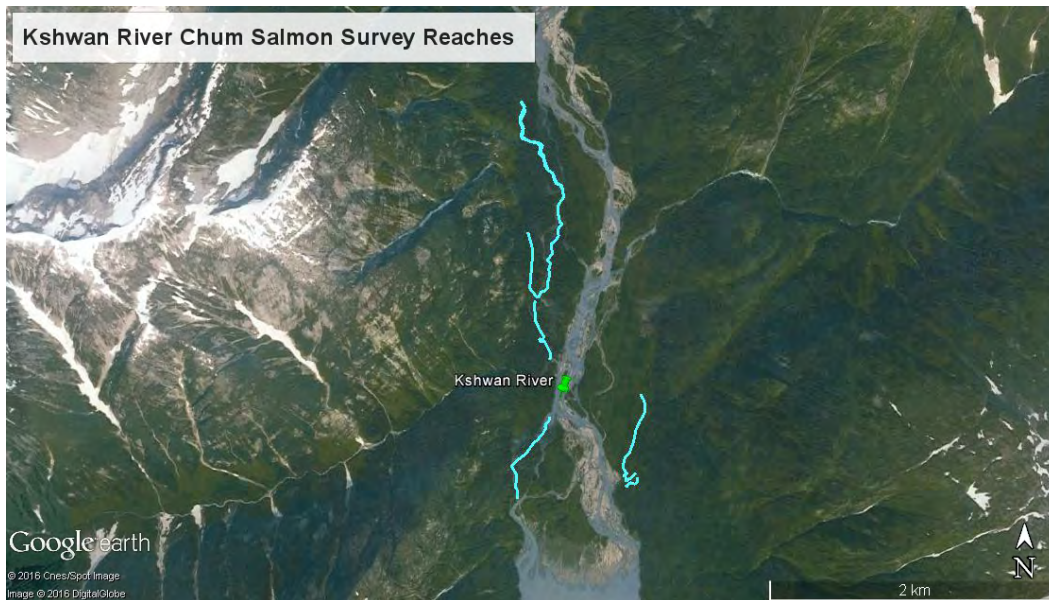 Kshwan River Chum Salmon Survey Reaches
Kshwan River
Google earth
© 2016 Cnes/Spot Image
Image © 2016 DigitalGlobe
N
2 km